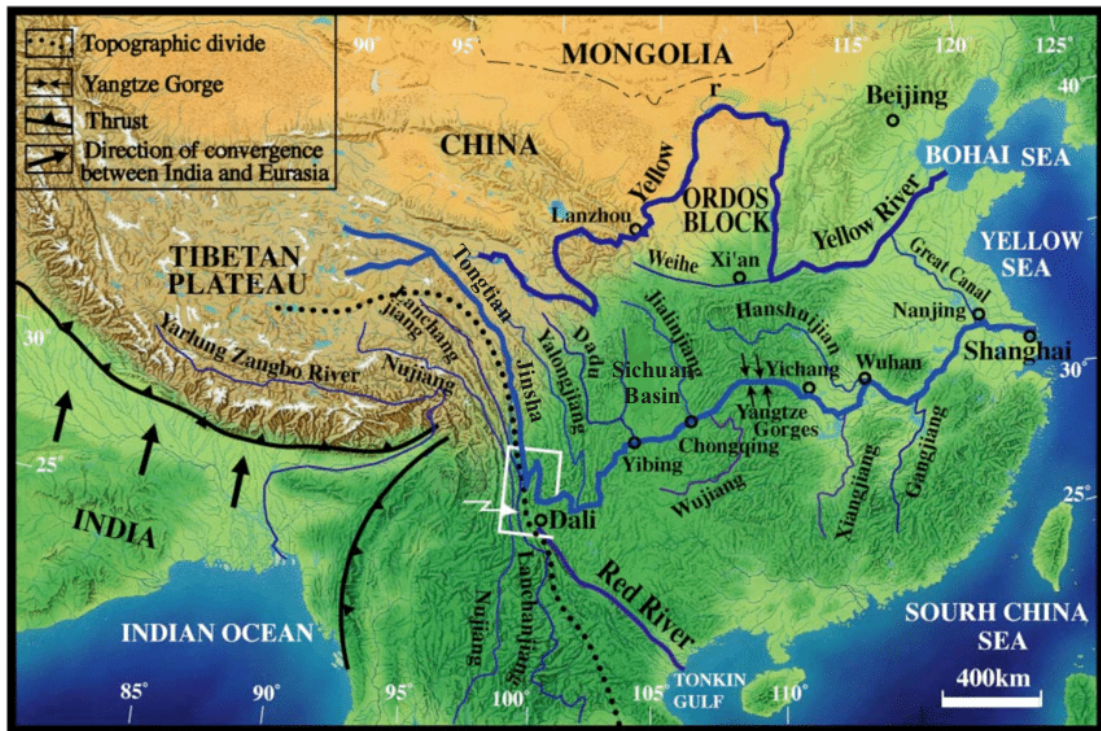 Topographic divide
Yangtze Gorge
Thrust
Direction of convergence
between India and Eurasia
90°
95°
MONGOLIA
r
115°
120°
125°
40°
Beijing
CHINA
BOHAI SEA
Yellow
ORDOS
BLOCK
Lanzhou
Yellow River
YELLOW
SEA
Weihe
Xi'an
Great Canal
TIBETAN
PLATEAU
Tongtian
Lanchang
jiang
Jialinjiang
Hanshujian
Nanjing
Shanghai
30°
Yarlung Zangbo River
Nujiang
Jinsha
Yalongjiang
Dadu
Sichuan
Basin
Yichang
Wuhan
30°
Yangtze
Gorges
Chongqing
Yibing
Wujiang
Xiangjiang
Gangjiang
25°
25°
INDIA
Dali
Red River
Nujiang
Lanchanjiang
INDIAN OCEAN
SOURH CHINA
SEA
TONKIN
GULF
400km
85°
90°
95°
100°
105°
110°